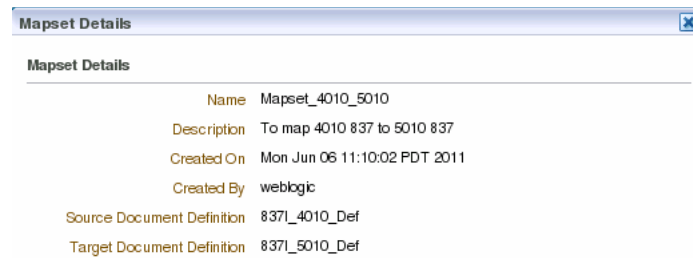 Mapset Details
Mapset Details
Name Mapset_4010_5010
Description To map 4010 837 to 5010 837
Created On Mon Jun 06 11:10:02 PDT 2011
Created By weblogic
Source Document Definition 837I_4010_Def
Target Document Definition 837I_5010_Def